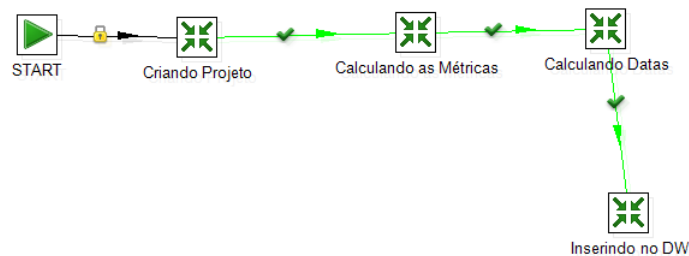 START
Criando Projeto
Calculando as Métricas
Calculando Datas
Inserindo no DW